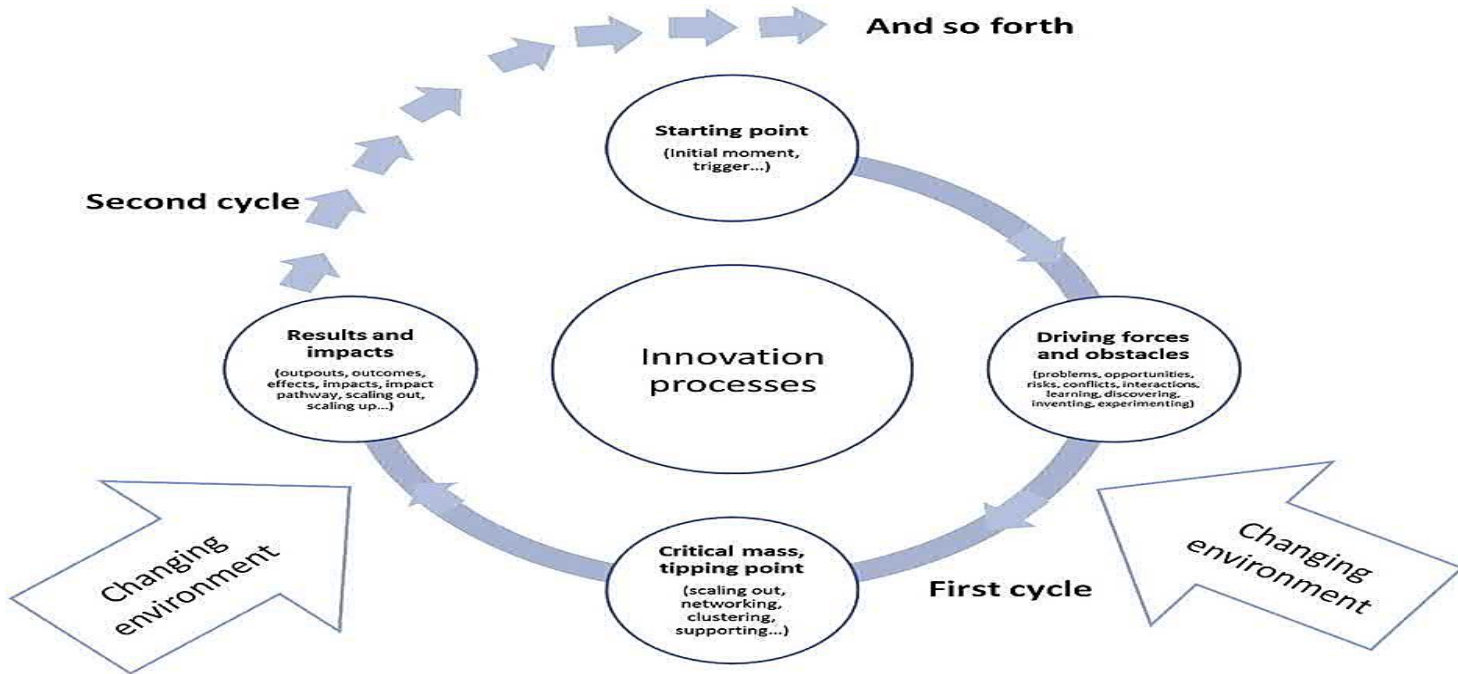 And so forth
Starting point
(Initial moment,
trigger...)
Second cycle
Results and
impacts
(outpouts, outcomes,
effects, impacts, impact
pathway, scaling out,
scaling up...)
Innovation
processes
Driving forces
and obstacles
(problems, opportunities,
risks, conflicts, interactions,
learning, discovering,
inventing, experimenting)
Changing
environment
Critical mass,
tipping point
(scaling out,
networking,
clustering,
supporting...)
First cycle
Changing
environment